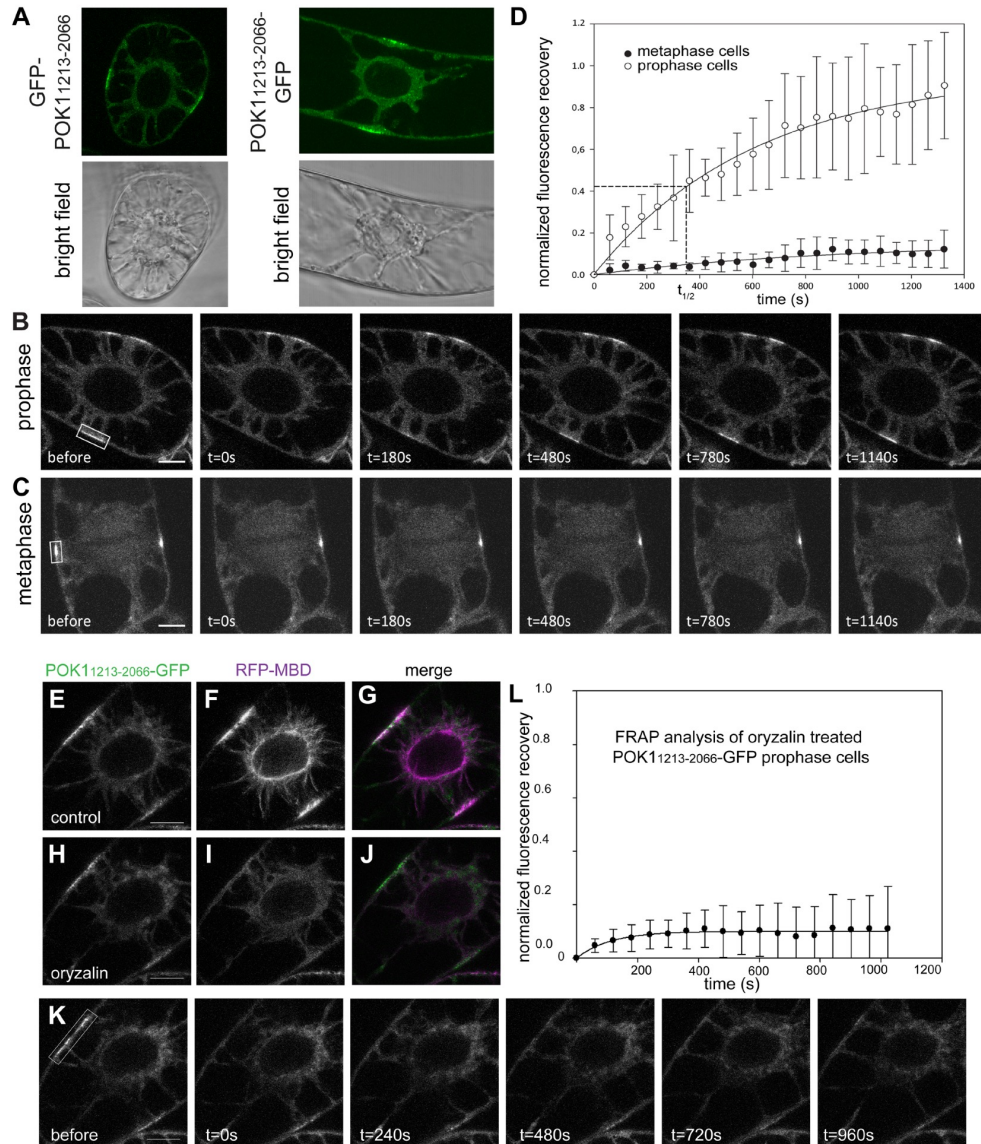 A
GFP-
POK11213-2066
POK11213-2066-
GFP
bright field
bright field
D
normalized fluorescence recovery
1.2
1.0
0.8
0.6
0.4
0.2
0.0
metaphase cells
prophase cells
0 200 400 600 800 1000 1200 1400
t1/2
time (s)
B
prophase
before
t=0s
t=180s
t=480s
t=780s
t=1140s
C
metaphase
before
t=0s
t=180s
t=480s
t=780s
t=1140s
POK11213-2066-GFP
RFP-MBD
merge
E
control
F
G
H
oryzalin
I
J
L
normalized fluorescence recovery
1.0
0.8
0.6
0.4
0.2
0.0
FRAP analysis of oryzalin treated
POK11213-2066-GFP prophase cells
200 400 600 800 1000 1200
time (s)
K
before
t=0s
t=240s
t=480s
t=720s
t=960s